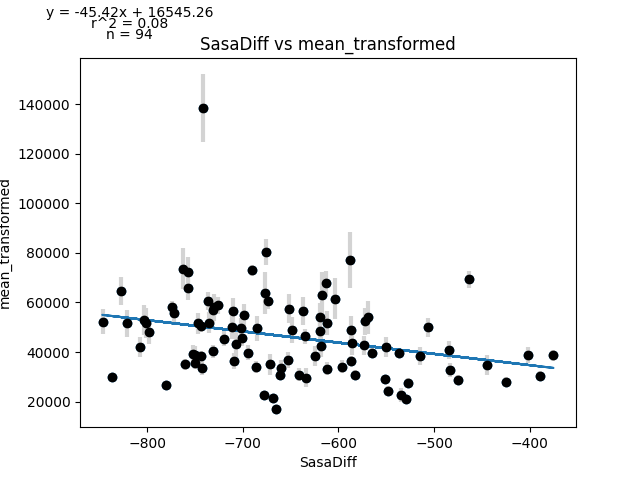 y = -45.42x + 16545.26
r^2 = 0.08
n = 94
SasaDiff vs mean_transformed
140000
120000
100000
80000
60000
40000
20000
mean_transformed
−800
−700
−600
−500
−400
SasaDiff